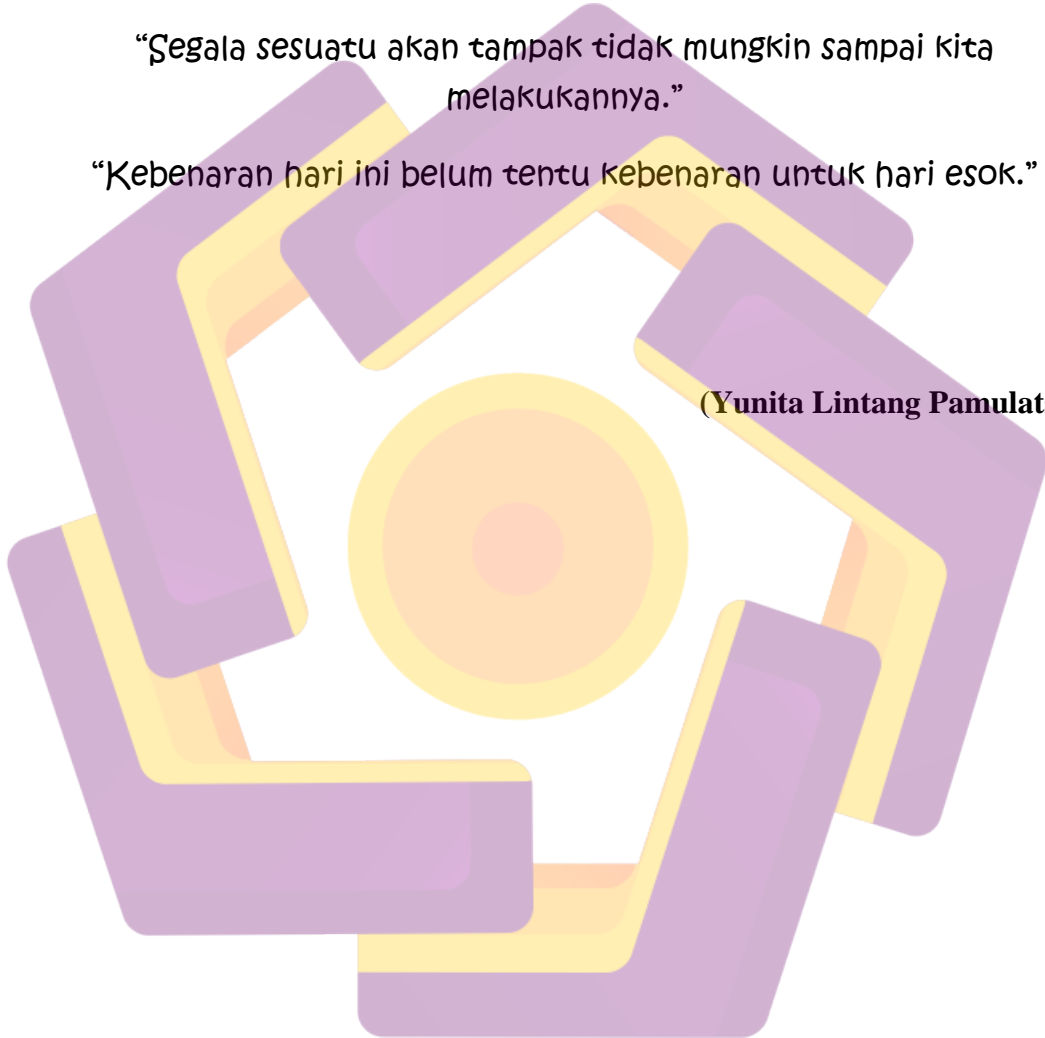 “Segala sesuatu akan tampak tidak mungkin sampai kita
melakukannya.”
“Kebenaran hari ini belum tentu kebenaran untuk hari esok.”
(Yunita Lintang Pamulat